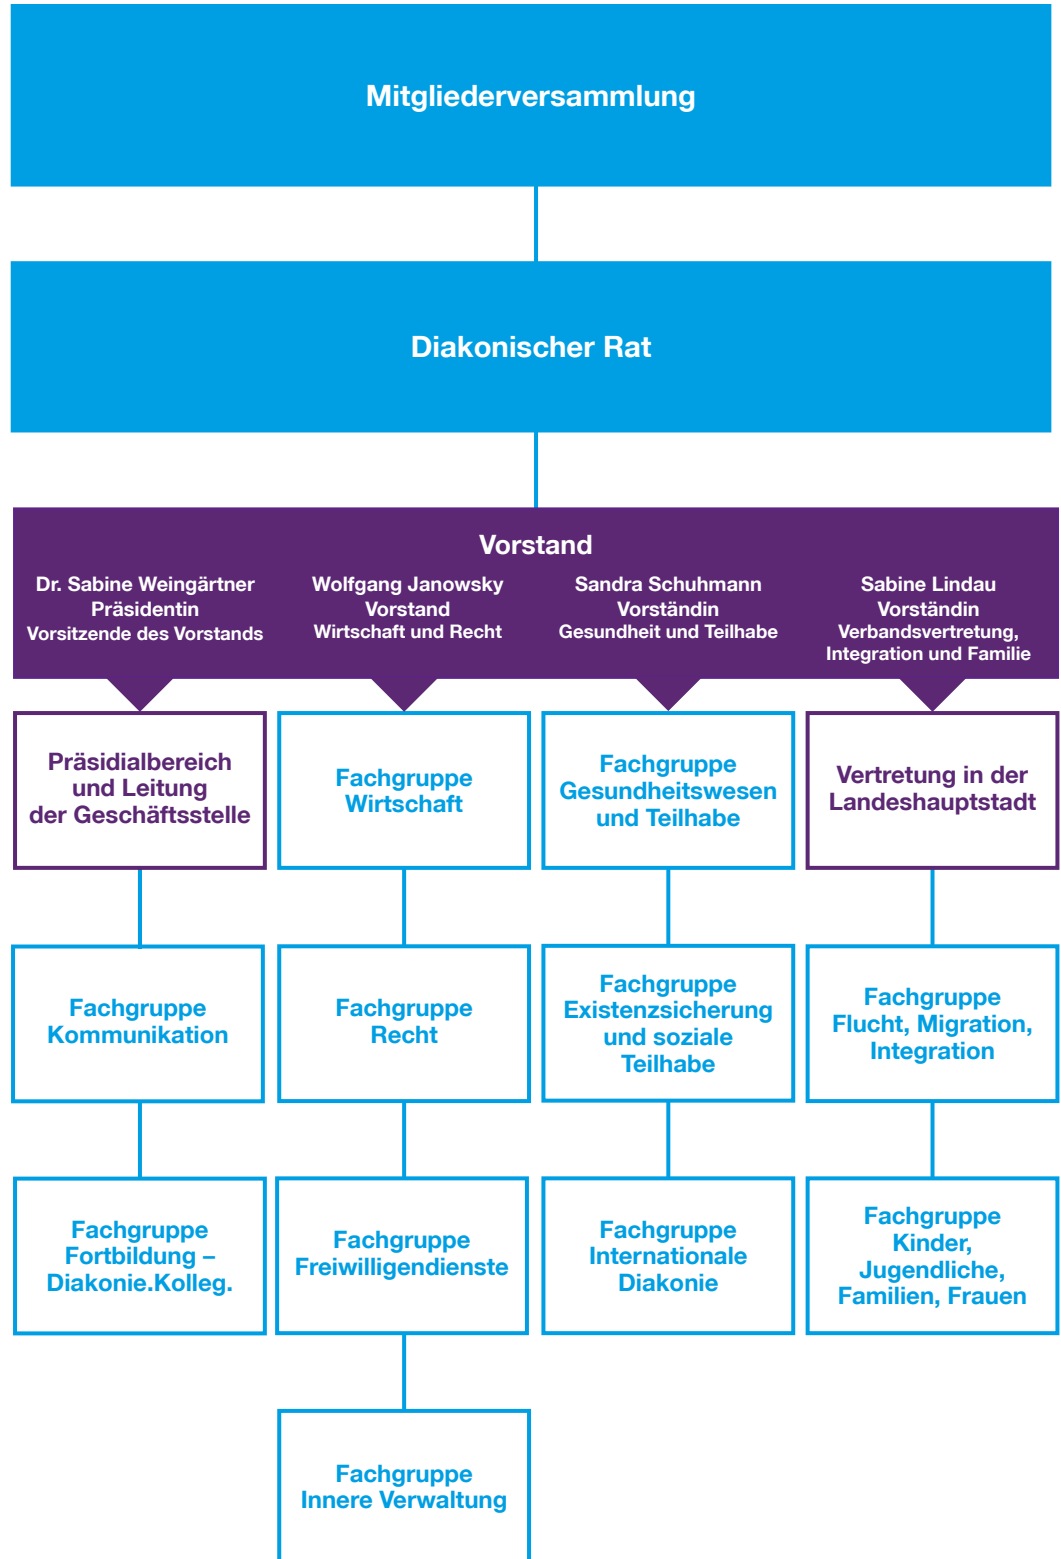 Mitgliederversammlung
Diakonischer Rat
Vorstand
Dr. Sabine Weingärtner
Präsidentin
Vorsitzende des Vorstands
Wolfgang Janowsky
Vorstand
Wirtschaft und Recht
Sandra Schuhmann
Vorständin
Gesundheit und Teilhabe
Sabine Lindau
Vorständin
Verbandsvertretung,
Integration und Familie
Präsidialbereich
und Leitung
der Geschäftsstelle
Fachgruppe
Wirtschaft
Fachgruppe
Gesundheitswesen
und Teilhabe
Vertretung in der
Landeshauptstadt
Fachgruppe
Kommunikation
Fachgruppe
Recht
Fachgruppe
Existenzsicherung
und soziale
Teilhabe
Fachgruppe
Flucht, Migration,
Integration
Fachgruppe
Fortbildung –
Diakonie.Kolleg.
Fachgruppe
Freiwilligendienste
Fachgruppe
Internationale
Diakonie
Fachgruppe
Kinder,
Jugendliche,
Familien, Frauen
Fachgruppe
Innere Verwaltung